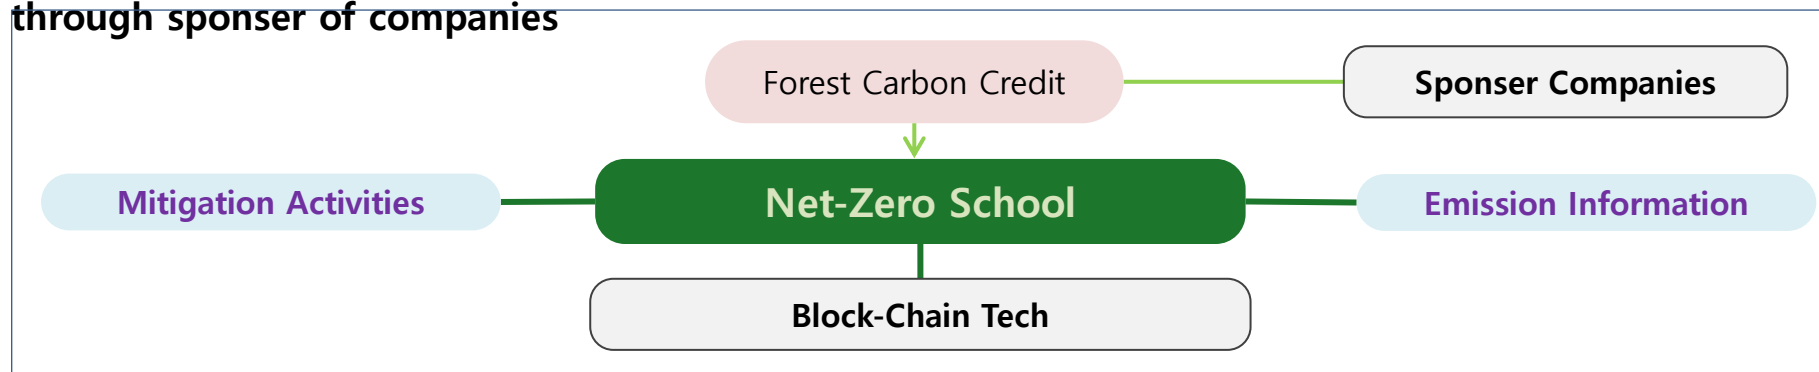 through sponser of companies
Forest Carbon Credit
Sponser Companies
Mitigation Activities
Net-Zero School
Emission Information
Block-Chain Tech